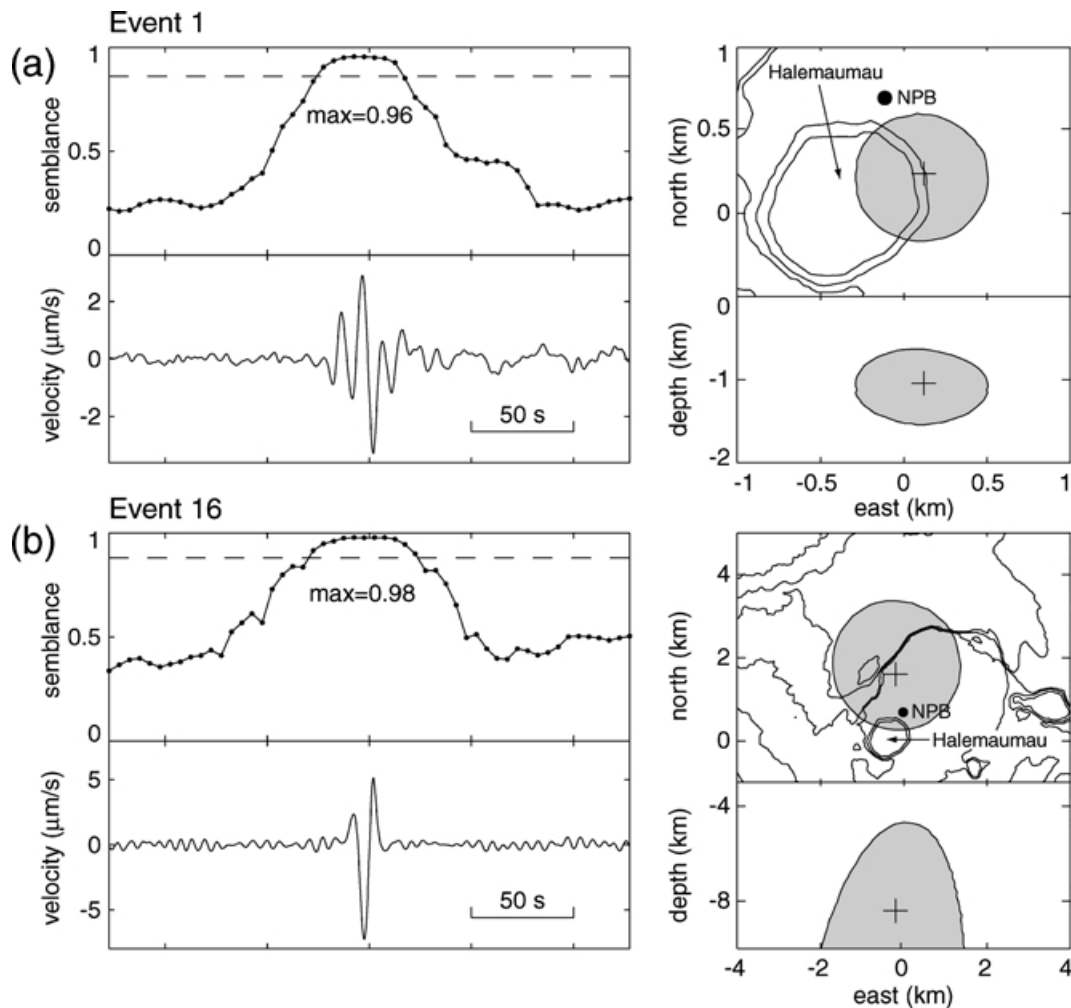 Event 1
(a)
1
0.5
0
semblance
max=0.96
2
0
-2
velocity (μm/s)
50 s
1
0.5
0
north (km)
Halemaumau
NPB
0
-1
-2
depth (km)
-1
-0.5
0
0.5
1
east (km)
Event 16
(b)
1
0.5
0
semblance
max=0.98
5
0
-5
velocity (μm/s)
50 s
4
2
0
north (km)
NPB
Halemaumau
-4
-8
depth (km)
-4
-2
0
2
4
east (km)